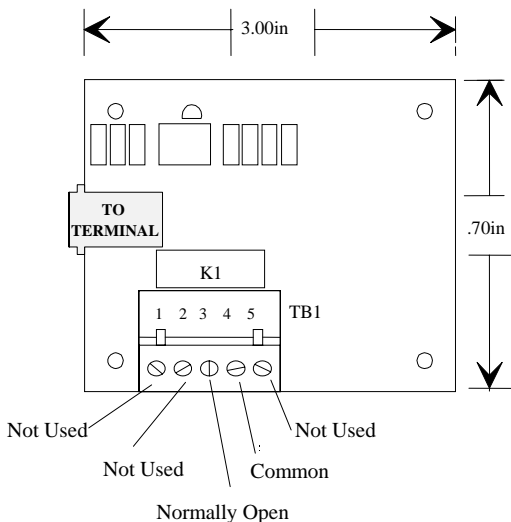 3.00in
TO
TERMINAL
.70in
K1
1 2 3 4 5
TB1
Not Used
Not Used
Not Used
Common
Normally Open